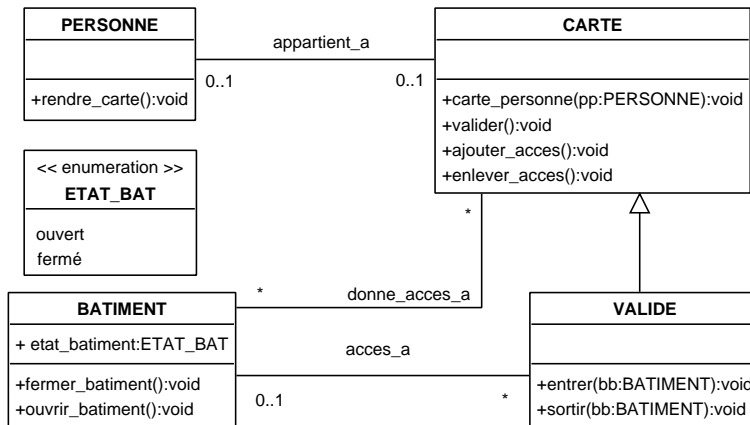 PERSONNE
+rendre_carte():void
appartient_a
0..1
0..1
CARTE
+carte_personne(pp:PERSONNE):void
+valider():void
+ajouter_acces():void
+enlever_acces():void
<< enumeration >>
ETAT_BAT
ouvert
fermé
*
*
donne_acces_a
BATIMENT
+ etat_batiment:ETAT_BAT
+fermer_batiment():void
+ouvrir_batiment():void
acces_a
0..1
*
VALIDE
+entrer(bb:BATIMENT):void
+sortir(bb:BATIMENT):void